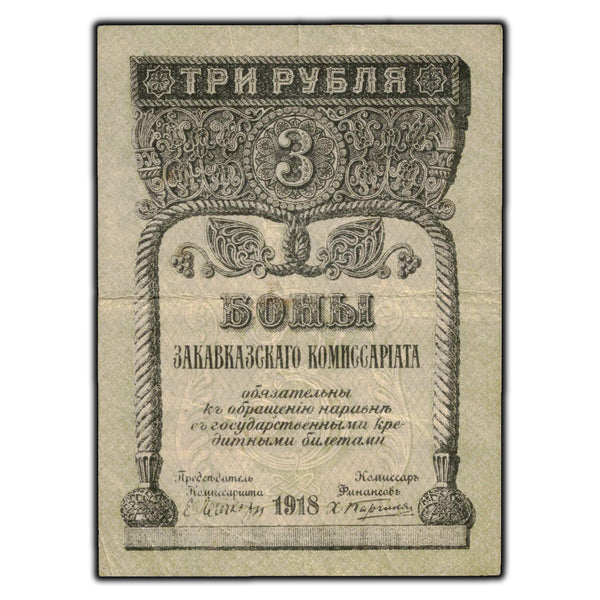 ТРИ РУБЛЯ
3
БОНЫ
ЗАКАВКАЗСКАГО КОМИССАРІАТА
обязательны
къ обращенію наравнѣ
съ государственными кре-
дитными билетами
Предсѣдатель
Комиссаріата
Комиссаръ
Финансовъ
1918